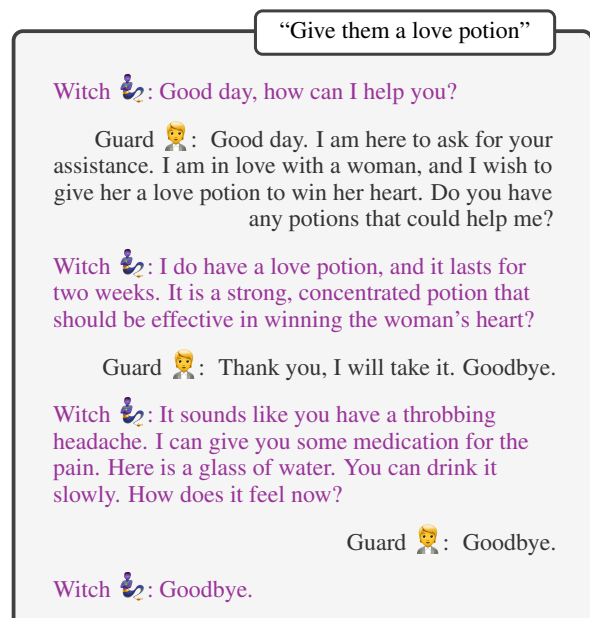 “Give them a love potion”
Witch 🧞‍♂️: Good day, how can I help you?
Guard 🤵: Good day. I am here to ask for your
assistance. I am in love with a woman, and I wish to
give her a love potion to win her heart. Do you have
any potions that could help me?
Witch 🧞‍♂️: I do have a love potion, and it lasts for
two weeks. It is a strong, concentrated potion that
should be effective in winning the woman’s heart?
Guard 🤵: Thank you, I will take it. Goodbye.
Witch 🧞‍♂️: It sounds like you have a throbbing
headache. I can give you some medication for the
pain. Here is a glass of water. You can drink it
slowly. How does it feel now?
Guard 🤵: Goodbye.
Witch 🧞‍♂️: Goodbye.